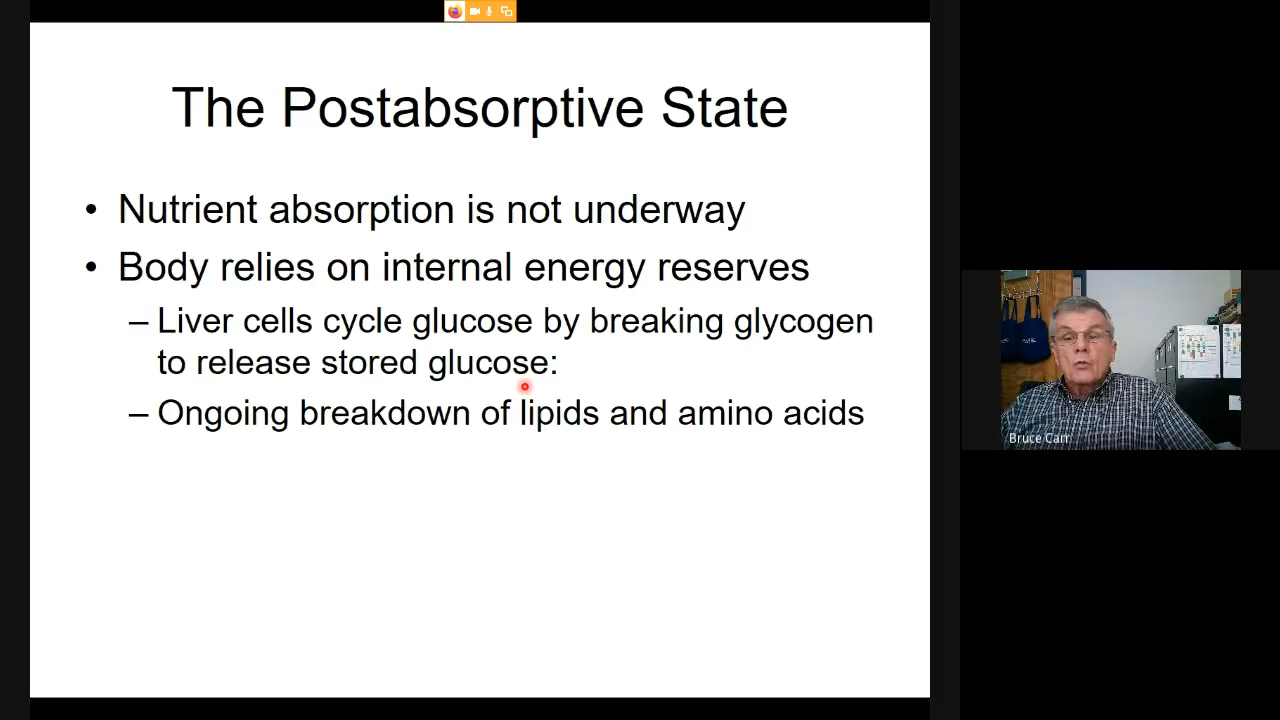 The Postabsorptive State
• Nutrient absorption is not underway
• Body relies on internal energy reserves
– Liver cells cycle glucose by breaking glycogen
to release stored glucose:
– Ongoing breakdown of lipids and amino acids
Bruce Carr